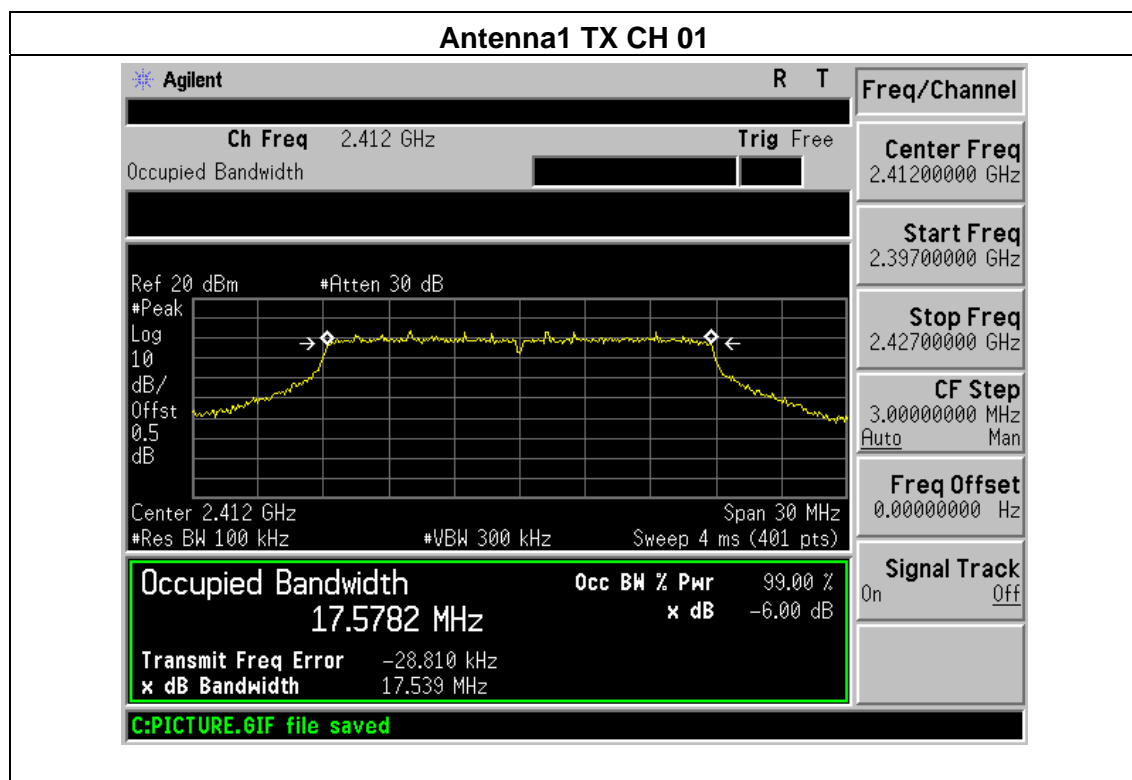 Antenna1 TX CH 01
Agilent R T
Ch Freq 2.412 GHz Trig Free
Occupied Bandwidth
Ref 20 dBm #Atten 30 dB
#Peak
Log
10
dB/
Offst
0.5
dB
Center 2.412 GHz Span 30 MHz
#Res BW 100 kHz #VBW 300 kHz Sweep 4 ms (401 pts)
Occupied Bandwidth Occ BW % Pwr 99.00 %
17.5782 MHz x dB -6.00 dB
Transmit Freq Error -28.810 kHz
x dB Bandwidth 17.539 MHz
C:PICTURE.GIF file saved
Freq/Channel
Center Freq
2.41200000 GHz
Start Freq
2.39700000 GHz
Stop Freq
2.42700000 GHz
CF Step
3.00000000 MHz
Auto Man
Freq Offset
0.00000000 Hz
Signal Track
On Off